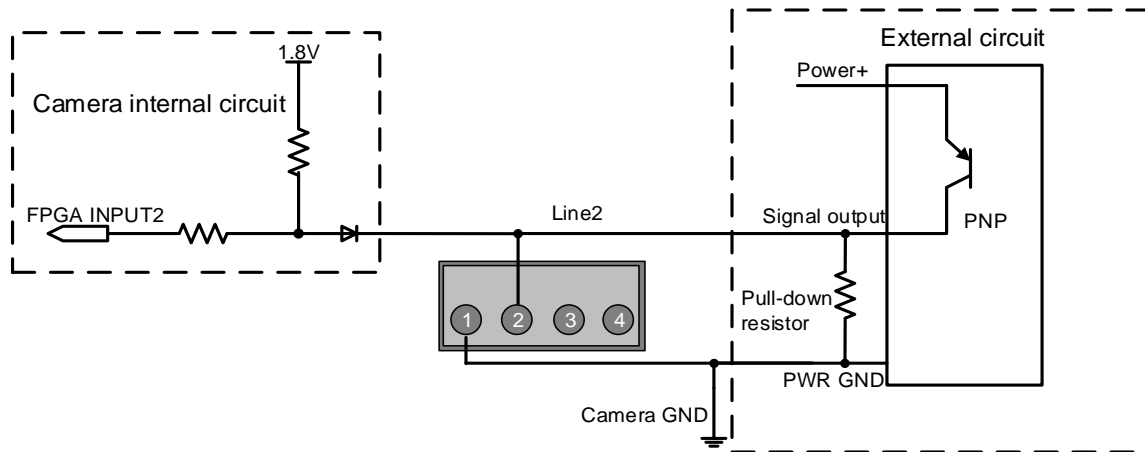 External circuit
1.8V
Power+
Camera internal circuit
FPGA INPUT2
Line2
Signal output
PNP
1 2 3 4
Pull-down
resistor
PWR GND
Camera GND